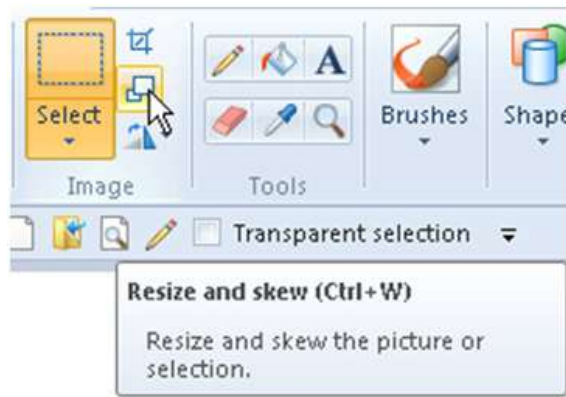 Select
Brushes
Shape
Image
Tools
Transparent selection
Resize and skew (Ctrl+W)
Resize and skew the picture or
selection.